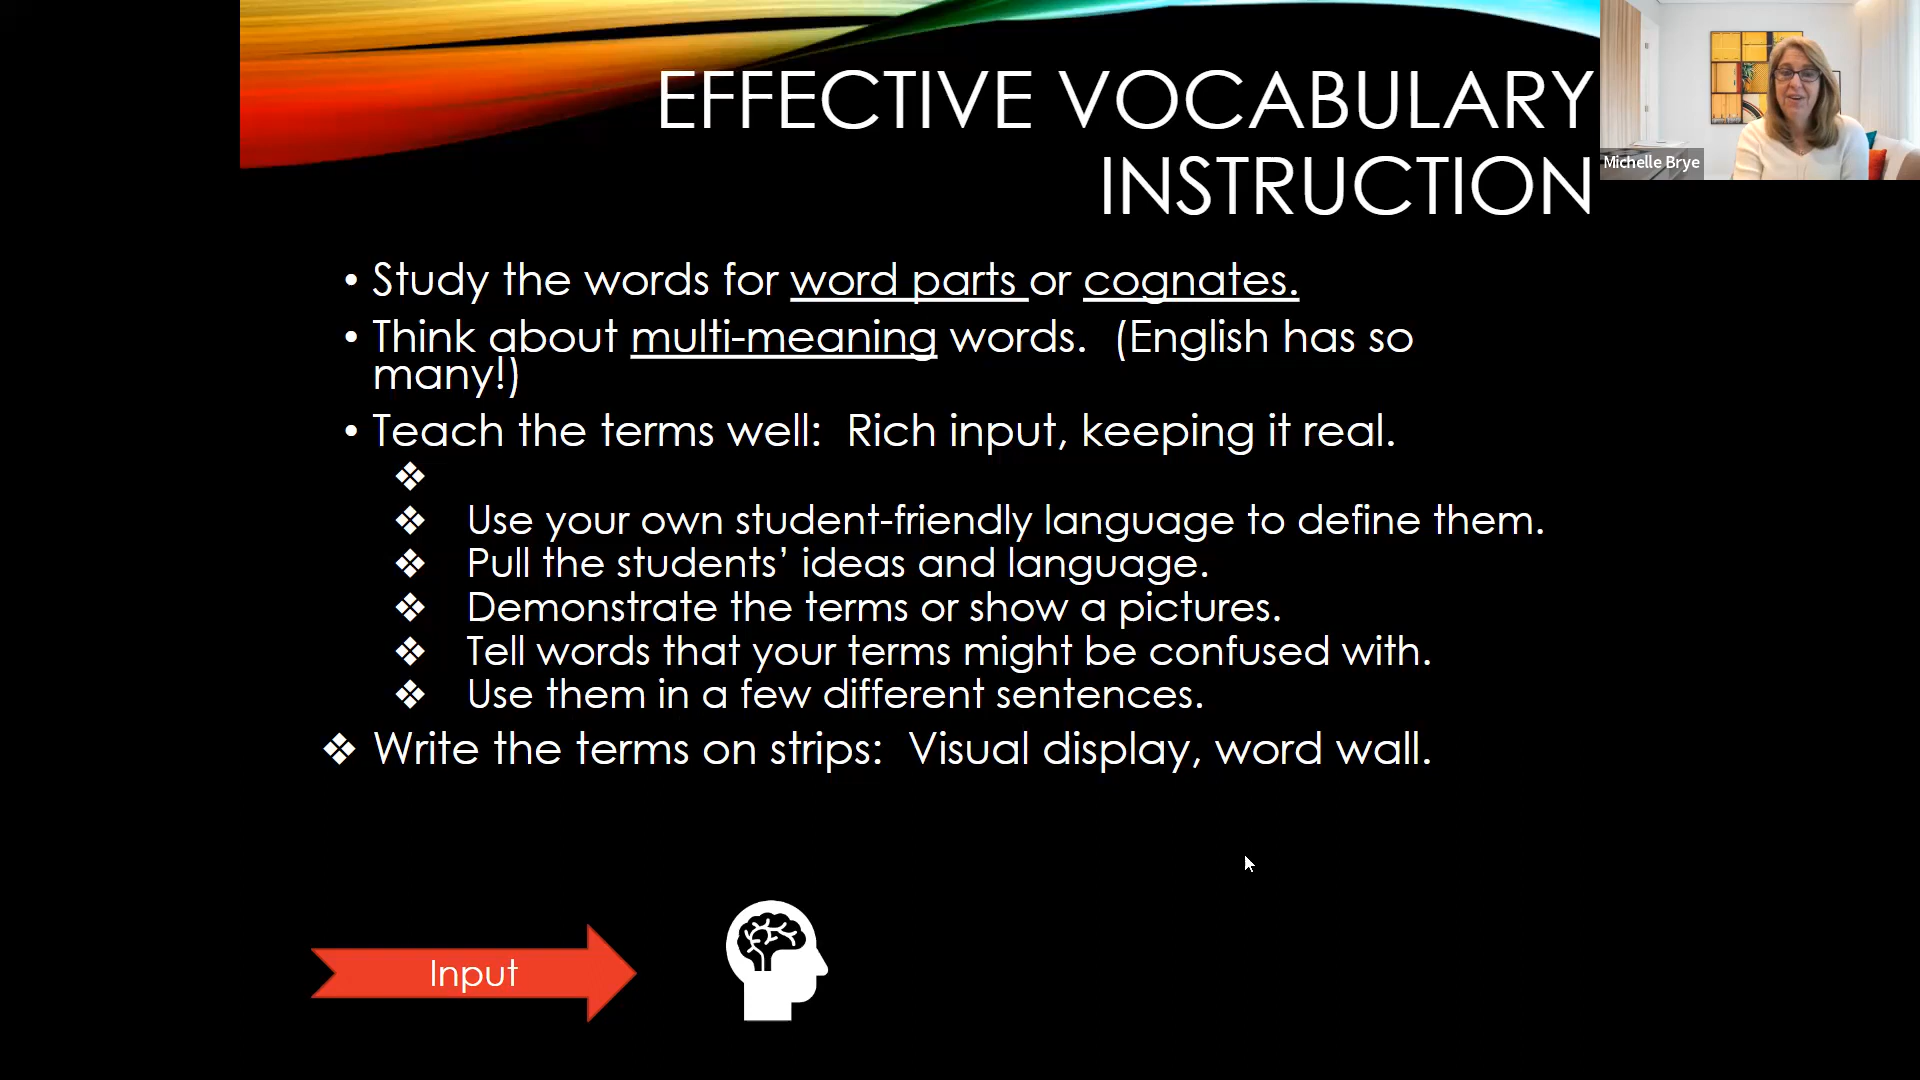 EFFECTIVE VOCABULARY
INSTRUCTION
Michelle Brye
• Study the words for word parts or cognates.
• Think about multi-meaning words.  (English has so
many!)
• Teach the terms well:  Rich input, keeping it real.
❖
❖ Use your own student-friendly language to define them.
❖ Pull the students’ ideas and language.
❖ Demonstrate the terms or show a pictures.
❖ Tell words that your terms might be confused with.
❖ Use them in a few different sentences.
❖ Write the terms on strips:  Visual display, word wall.
Input